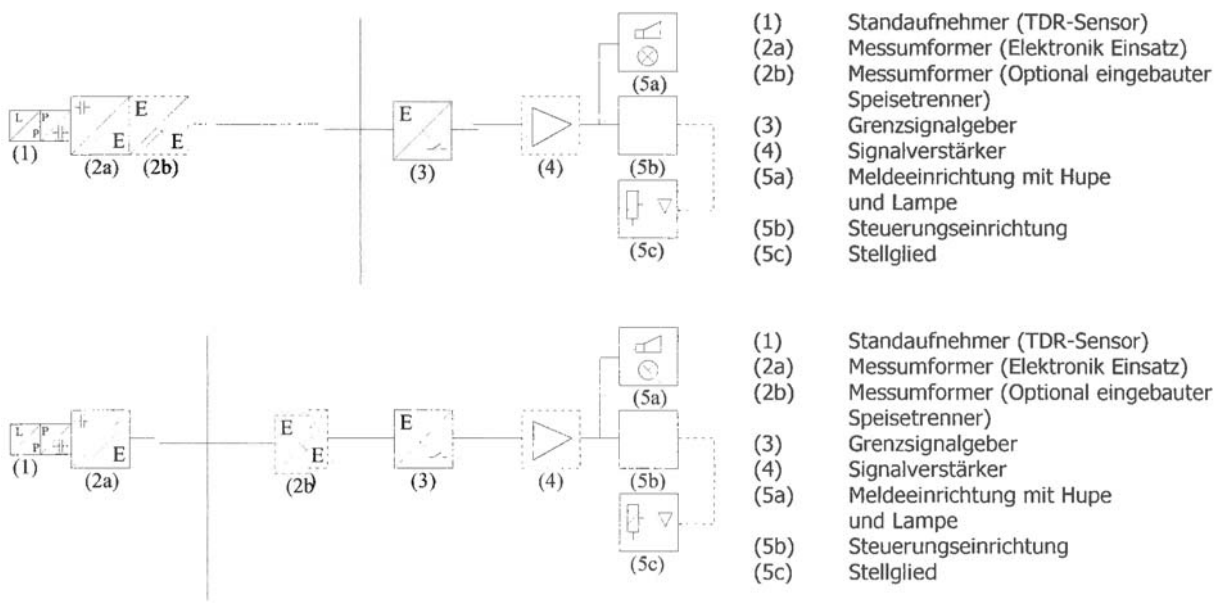 L P P
(1)
E
(2a)
E E
(2b)
E
(3)
(4)
(5a)
(5b)
(5c)
(1) Standaufnehmer (TDR-Sensor)
(2a) Messumformer (Elektronik Einsatz)
(2b) Messumformer (Optional eingebauter
Speisetrenner)
(3) Grenzsignalgeber
(4) Signalverstärker
(5a) Meldeeinrichtung mit Hupe
und Lampe
(5b) Steuerungseinrichtung
(5c) Stellglied
L P P
(1)
E
(2a)
E E
(2b
E
(3)
(4)
(5a)
(5b)
(5c)
(1) Standaufnehmer (TDR-Sensor)
(2a) Messumformer (Elektronik Einsatz)
(2b) Messumformer (Optional eingebauter
Speisetrenner)
(3) Grenzsignalgeber
(4) Signalverstärker
(5a) Meldeeinrichtung mit Hupe
und Lampe
(5b) Steuerungseinrichtung
(5c) Stellglied